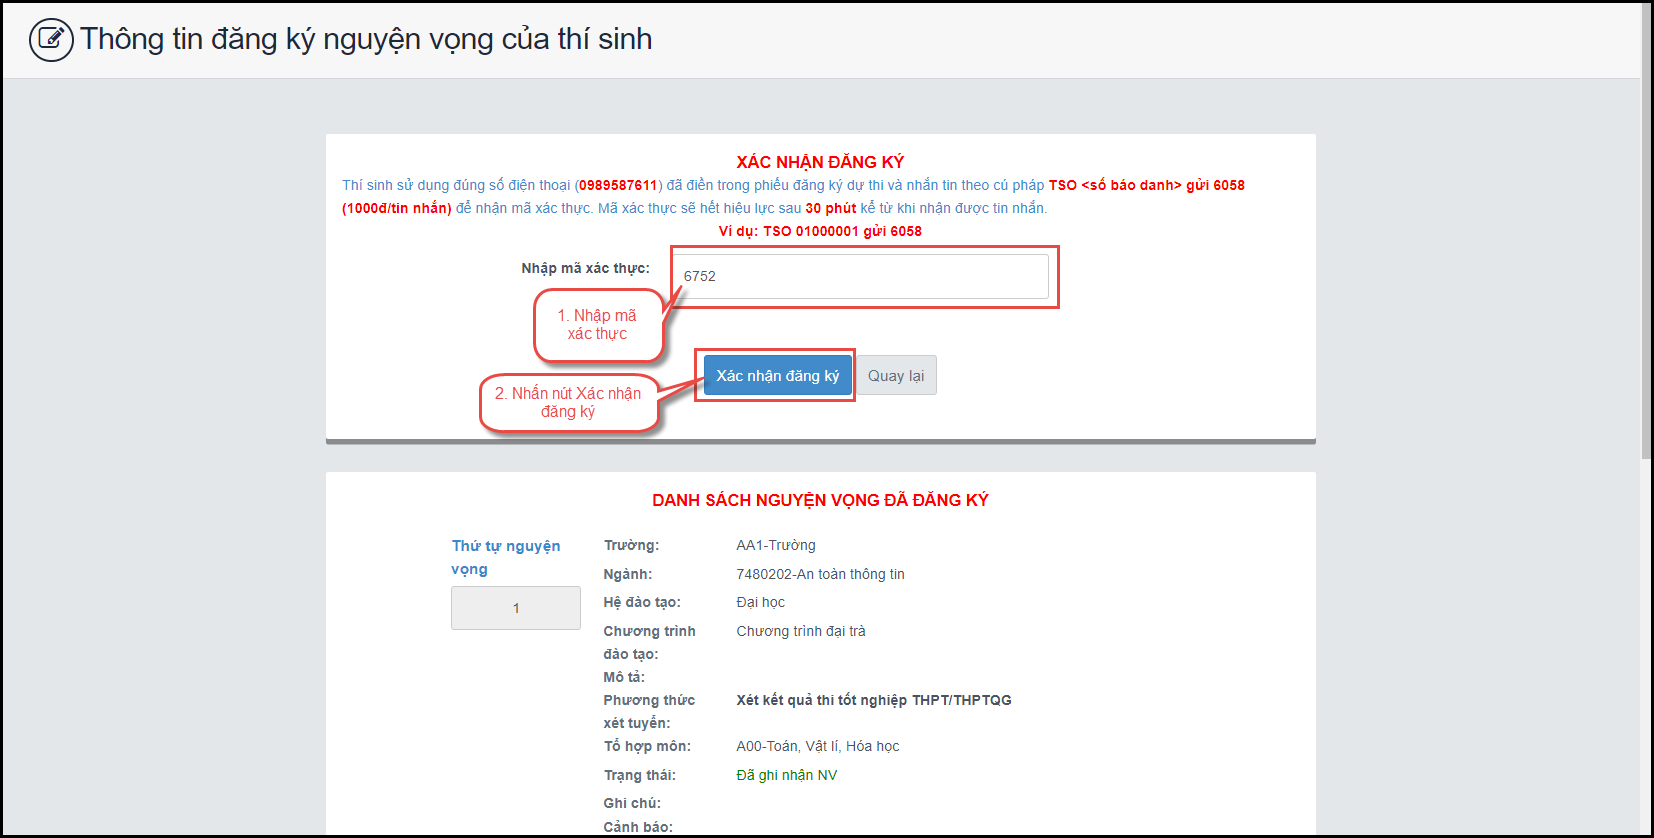 Thông tin đăng ký nguyện vọng của thí sinh
XÁC NHẬN ĐĂNG KÝ
Thí sinh sử dụng đúng số điện thoại (0989587611) đã điền trong phiếu đăng ký dự thi và nhắn tin theo cú pháp TSO <số báo danh> gửi 6058
(1000đ/tin nhắn) để nhận mã xác thực. Mã xác thực sẽ hết hiệu lực sau 30 phút kể từ khi nhận được tin nhắn.
Ví dụ: TSO 01000001 gửi 6058
Nhập mã xác thực:
6752
1. Nhập mã
xác thực
Xác nhận đăng ký
Quay lại
2. Nhấn nút Xác nhận
đăng ký
DANH SÁCH NGUYỆN VỌNG ĐÃ ĐĂNG KÝ
Thứ tự nguyện
vọng
1
Trường: AA1-Trường
Ngành: 7480202-An toàn thông tin
Hệ đào tạo: Đại học
Chương trình Chương trình đại trà
đào tạo:
Mô tả:
Phương thức Xét kết quả thi tốt nghiệp THPT/THPTQG
xét tuyển:
Tổ hợp môn: A00-Toán, Vật lí, Hóa học
Trạng thái: Đã ghi nhận NV
Ghi chú:
Cảnh báo: